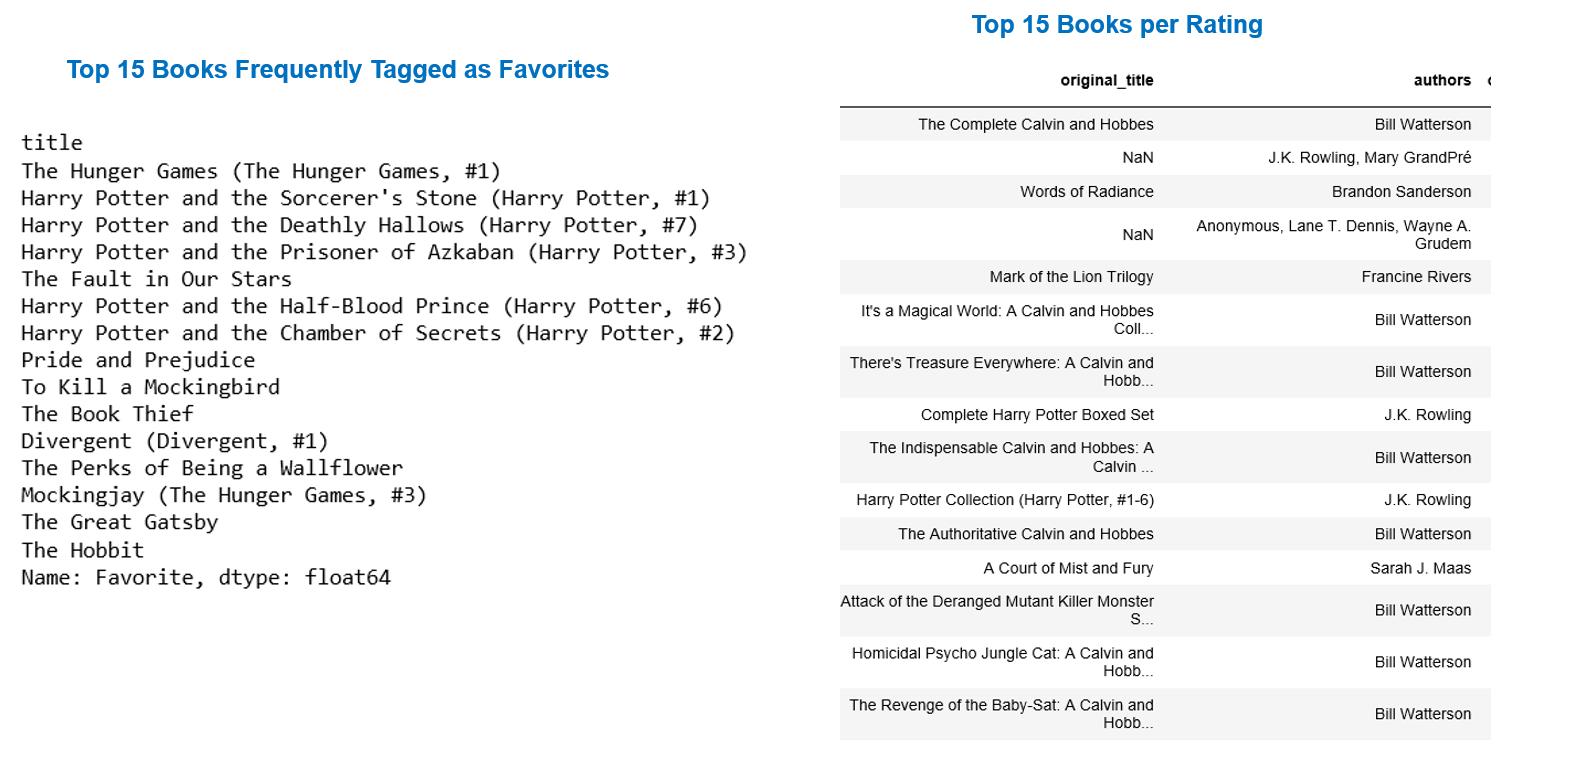 Top 15 Books Frequently Tagged as Favorites
title
The Hunger Games (The Hunger Games, #1)
Harry Potter and the Sorcerer's Stone (Harry Potter, #1)
Harry Potter and the Deathly Hallows (Harry Potter, #7)
Harry Potter and the Prisoner of Azkaban (Harry Potter, #3)
The Fault in Our Stars
Harry Potter and the Half-Blood Prince (Harry Potter, #6)
Harry Potter and the Chamber of Secrets (Harry Potter, #2)
Pride and Prejudice
To Kill a Mockingbird
The Book Thief
Divergent (Divergent, #1)
The Perks of Being a Wallflower
Mockingjay (The Hunger Games, #3)
The Great Gatsby
The Hobbit
Name: Favorite, dtype: float64
Top 15 Books per Rating
original_title authors
The Complete Calvin and Hobbes Bill Watterson
NaN J.K. Rowling, Mary GrandPré
Words of Radiance Brandon Sanderson
NaN Anonymous, Lane T. Dennis, Wayne A.
Grudem
Mark of the Lion Trilogy Francine Rivers
It's a Magical World: A Calvin and Hobbes
Coll... Bill Watterson
There's Treasure Everywhere: A Calvin and
Hobb... Bill Watterson
Complete Harry Potter Boxed Set J.K. Rowling
The Indispensable Calvin and Hobbes: A
Calvin ... Bill Watterson
Harry Potter Collection (Harry Potter, #1-6) J.K. Rowling
The Authoritative Calvin and Hobbes Bill Watterson
A Court of Mist and Fury Sarah J. Maas
Attack of the Deranged Mutant Killer Monster
S... Bill Watterson
Homicidal Psycho Jungle Cat: A Calvin and
Hobb... Bill Watterson
The Revenge of the Baby-Sat: A Calvin and
Hobb... Bill Watterson